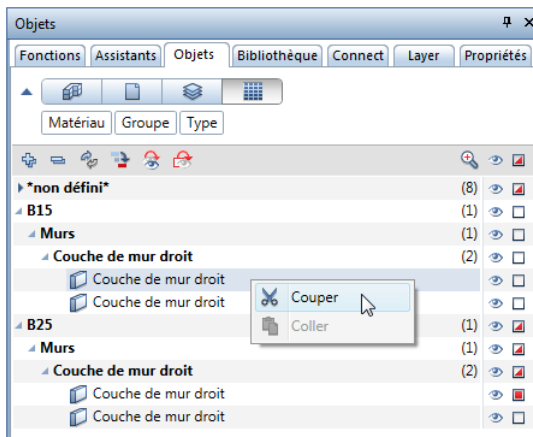 Objets
Fonctions Assistants Objets Bibliothèque Connect Layer Propriétés
Matériau Groupe Type
*non défini* (8)
B15 (1)
Murs (1)
Couche de mur droit (2)
Couche de mur droit
Couche de mur droit
Couper
Coller
B25 (1)
Murs (1)
Couche de mur droit (2)
Couche de mur droit
Couche de mur droit